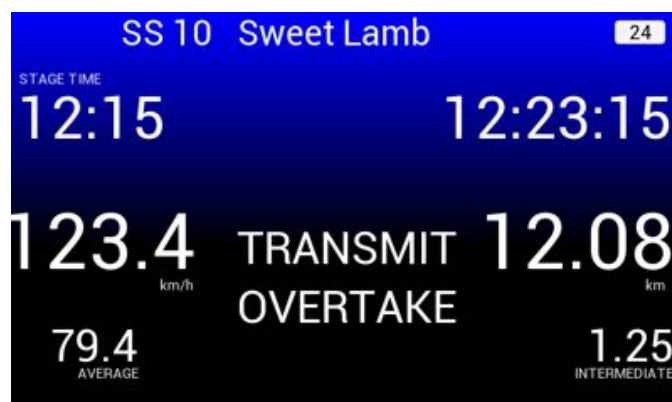 SS 10 Sweet Lamb 24
STAGE TIME
12:15 12:23:15
123.4 km/h
TRANSMIT
OVERTAKE
12.08 km
79.4
AVERAGE
1.25
INTERMEDIATE